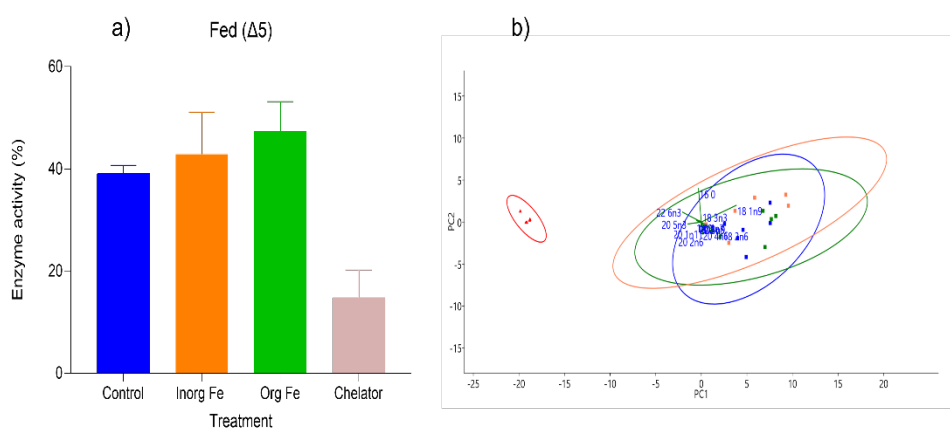 a)
Fed (Δ5)
Enzyme activity (%)
60
40
20
0
Control
Inorg Fe
Org Fe
Chelator
Treatment
b)
PC2
15
10
5
0
-5
-10
-15
16 0
22 6n3
18 3n3
18 1n9
20 5n3
20 2n6
-25
-20
-15
-10
-5
0
5
10
15
20
PC1